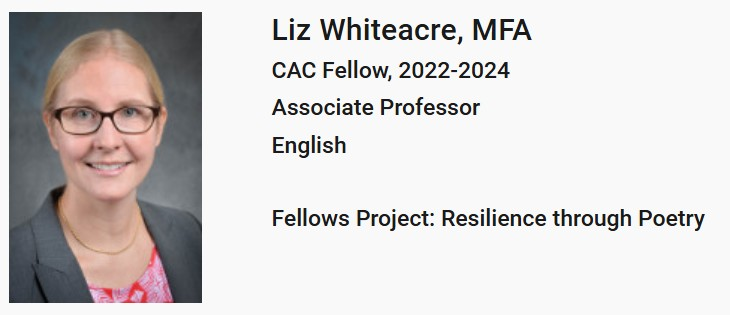 Liz Whiteacre, MFA
CAC Fellow, 2022-2024
Associate Professor
English
Fellows Project: Resilience through Poetry